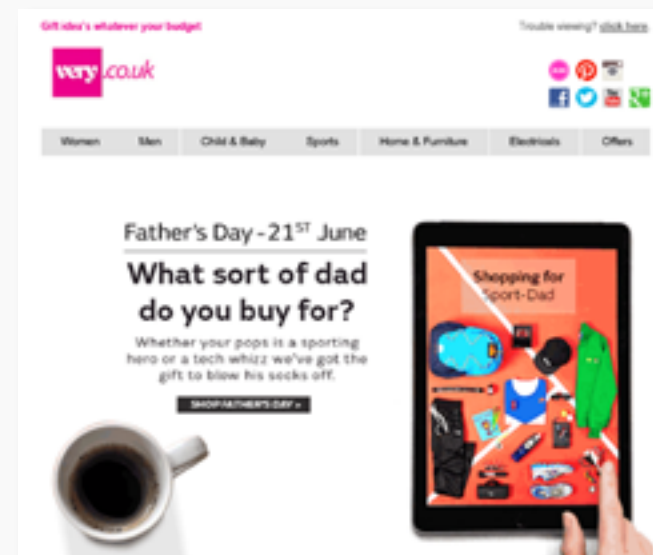 Gift idea's whatever your budget
Trouble viewing? click here.
very.co.uk
Women Men Child & Baby Sports Home & Furniture Electricals Offers
Father's Day - 21ST June
What sort of dad
do you buy for?
Whether your pops is a sporting
hero or a tech whizz we've got the
gift to blow his socks off.
SHOP FATHER'S DAY »
Shopping for
Sport-Dad